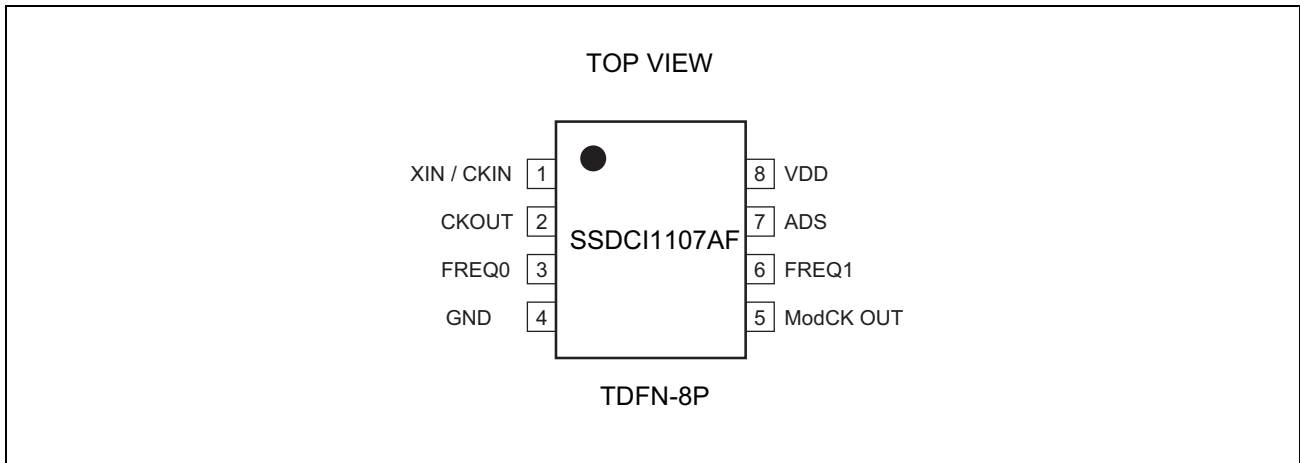 TOP VIEW
XIN / CKIN 1
8 VDD
CKOUT 2
7 ADS
SSDCI1107AF
FREQ0 3
6 FREQ1
GND 4
5 ModCK OUT
TDFN-8P